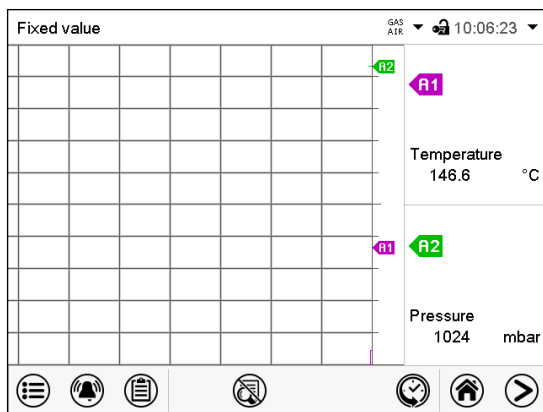 Fixed value
GAS
AIR
10:06:23
A2
A1
Temperature
146.6 °C
A1
A2
Pressure
1024 mbar